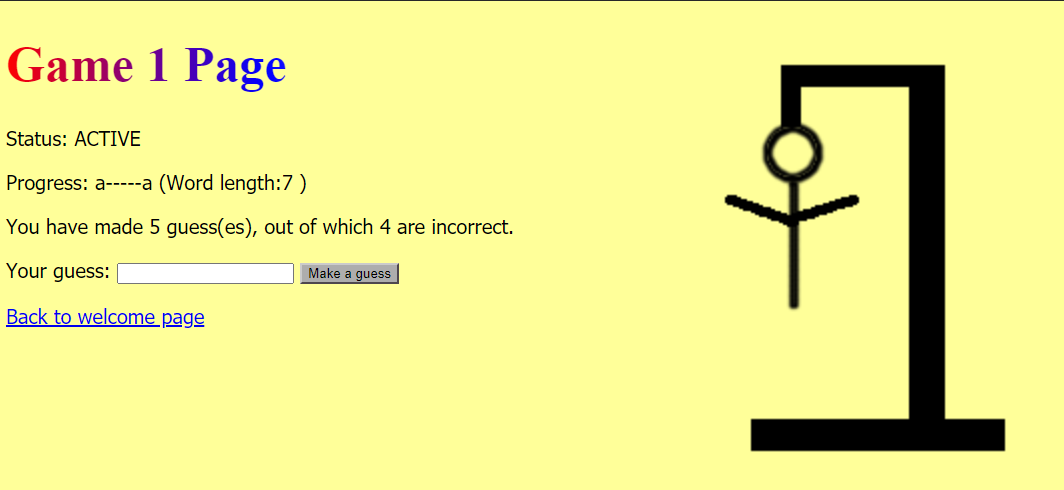 Game 1 Page
Status: ACTIVE
Progress: a-----a (Word length:7 )
You have made 5 guess(es), out of which 4 are incorrect.
Your guess: Make a guess
Back to welcome page